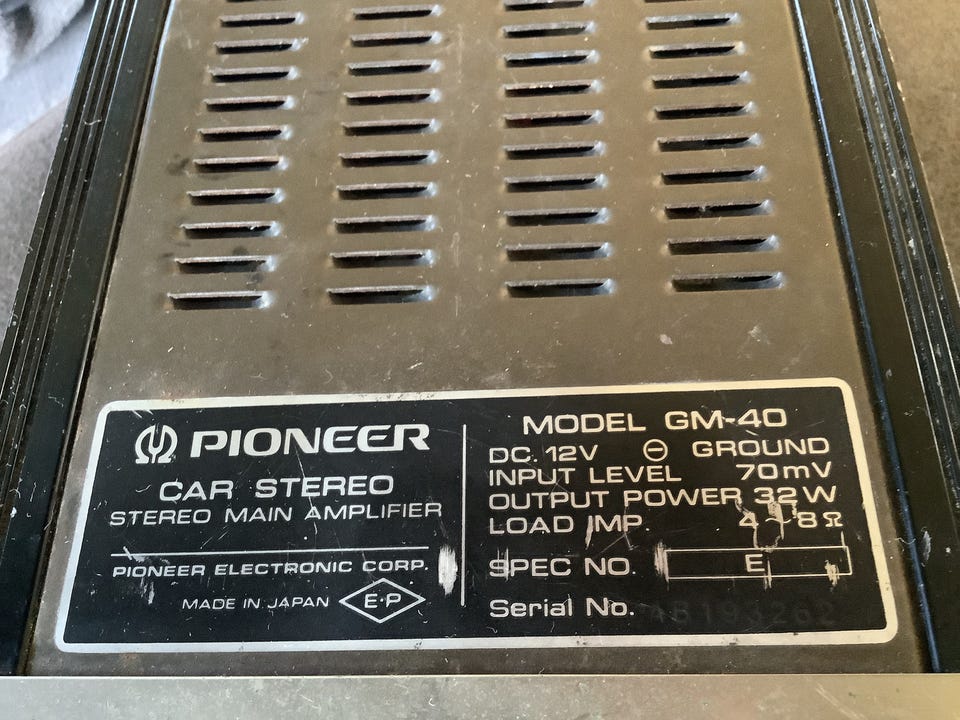 PIONEER
CAR STEREO
STEREO MAIN AMPLIFIER
PIONEER ELECTRONIC CORP.
MADE IN JAPAN E·P
MODEL GM-40
DC. 12V ⊖ GROUND
INPUT LEVEL 70mV
OUTPUT POWER 32W
LOAD IMP. 4~8Ω
SPEC NO. E
Serial No. AB193262